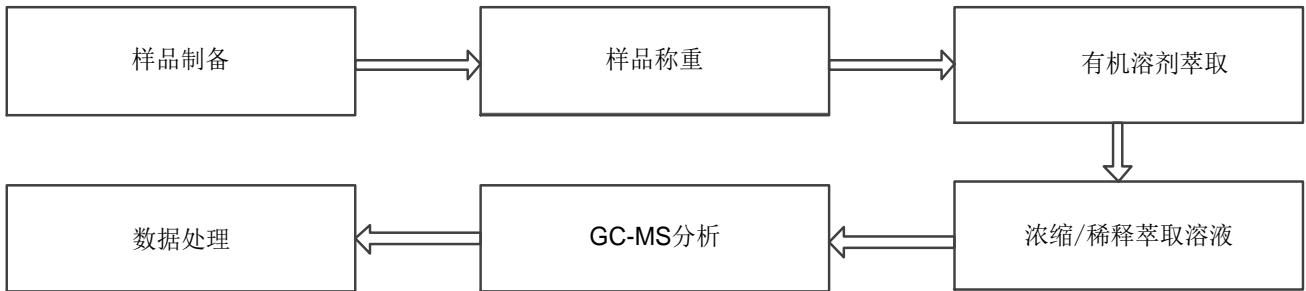 样品制备
样品称重
有机溶剂萃取
浓缩/稀释萃取溶液
GC-MS分析
数据处理